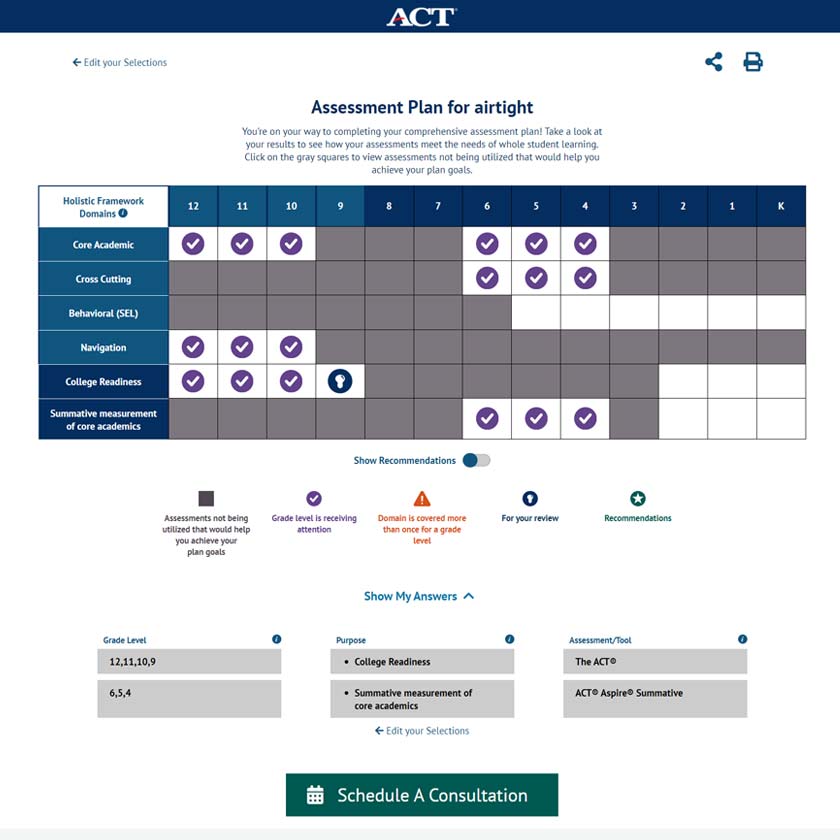 ACT®
Edit your Selections
Assessment Plan for airtight
You're on your way to completing your comprehensive assessment plan! Take a look at
your results to see how your assessments meet the needs of whole student learning.
Click on the gray squares to view assessments not being utilized that would help you
achieve your plan goals.
Holistic Framework
Domains
12 11 10 9 8 7 6 5 4 3 2 1 K
Core Academic
Cross Cutting
Behavioral (SEL)
Navigation
College Readiness
Summative measurement
of core academics
Show Recommendations
Assessments not being
utilized that would help
you achieve your
plan goals
Grade level is receiving
attention
Domain is covered more
than once for a grade
level
For your review
Recommendations
Show My Answers
Grade Level
Purpose
Assessment/Tool
12,11,10,9
• College Readiness
The ACT®
6,5,4
• Summative measurement of
core academics
ACT® Aspire® Summative
Edit your Selections
Schedule A Consultation